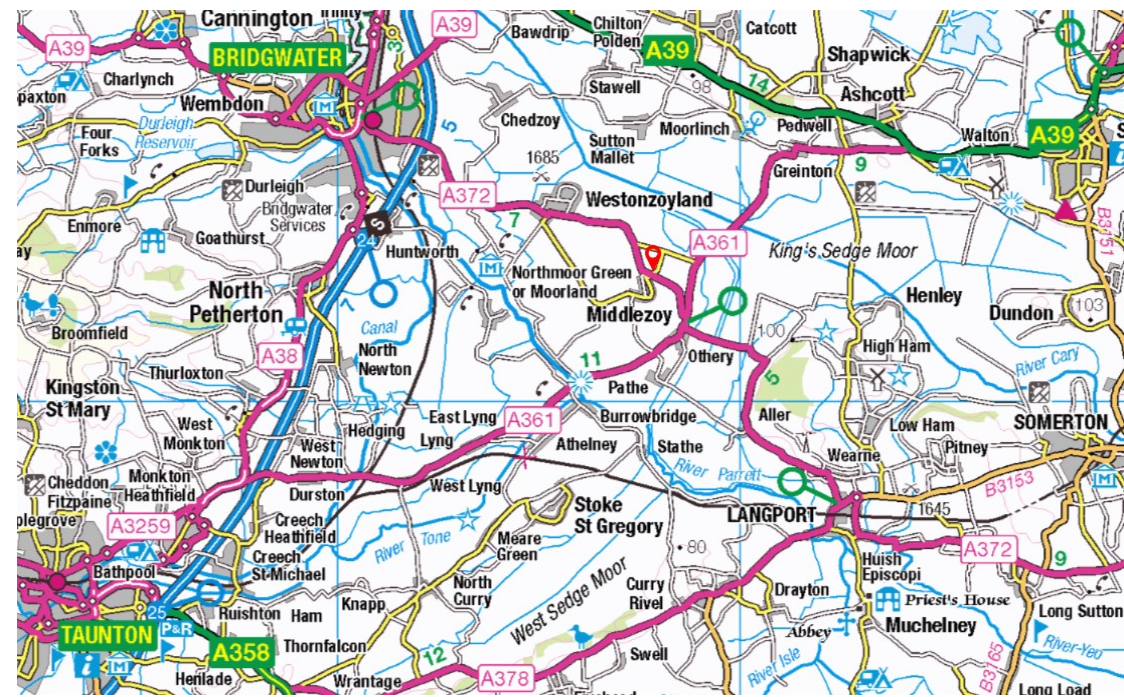 Cannington
Trinity
A39
BRIDGWATER
A39
3
Bawdrip
Chilton
Polden
A39
Catcott
Shapwick
Charlynch
Wembdon
M
5
Stawell
98
14
Ashcott
Four
Forks
Durleigh
Reservoir
Chedzoy
Sutton
Mallet
Moorlinch
Pedwell
Walton
A39
1685
Greinton
9
Durleigh
Bridgwater
Services
A372
7
Westonzoyland
B3151
Enmore
Goathurst
S
24
Huntworth
M
Northmoor Green
or Moorland
A361
King's Sedge Moor
Henley
North
Petherton
Middlezoy
Dundon
103
Broomfield
Canal
100
A38
Thurloxton
North
Newton
11
Othery
High Ham
River Cary
Kingston
St Mary
Pathe
5
East Lyng
A361
Burrowbridge
Aller
West
Monkton
Hedging
Lyng
Low Ham
SOMERTON
West
Newton
Athelney
Stathe
Wearne
Pitney
Cheddon
Fitzpaine
Monkton
Heathfield
Durston
West Lyng
River Parrett
B3153
M
Stoke
St Gregory
LANGPORT
1645
A3259
Creech
Heathfield
River Tone
Meare
Green
80
A372
9
Bathpool
Creech
St Michael
North
Curry
West Sedge Moor
Curry
Rivel
Drayton
Huish
Episcopi
Priest's House
Long Sutton
25
Ruishton
Ham
Knapp
P&R
TAUNTON
A358
Thornfalcon
Abbey
Muchelney
River Yeo
i
M
Henlade
12
Swell
River Isle
B3165
Wrantage
A378
Long Load